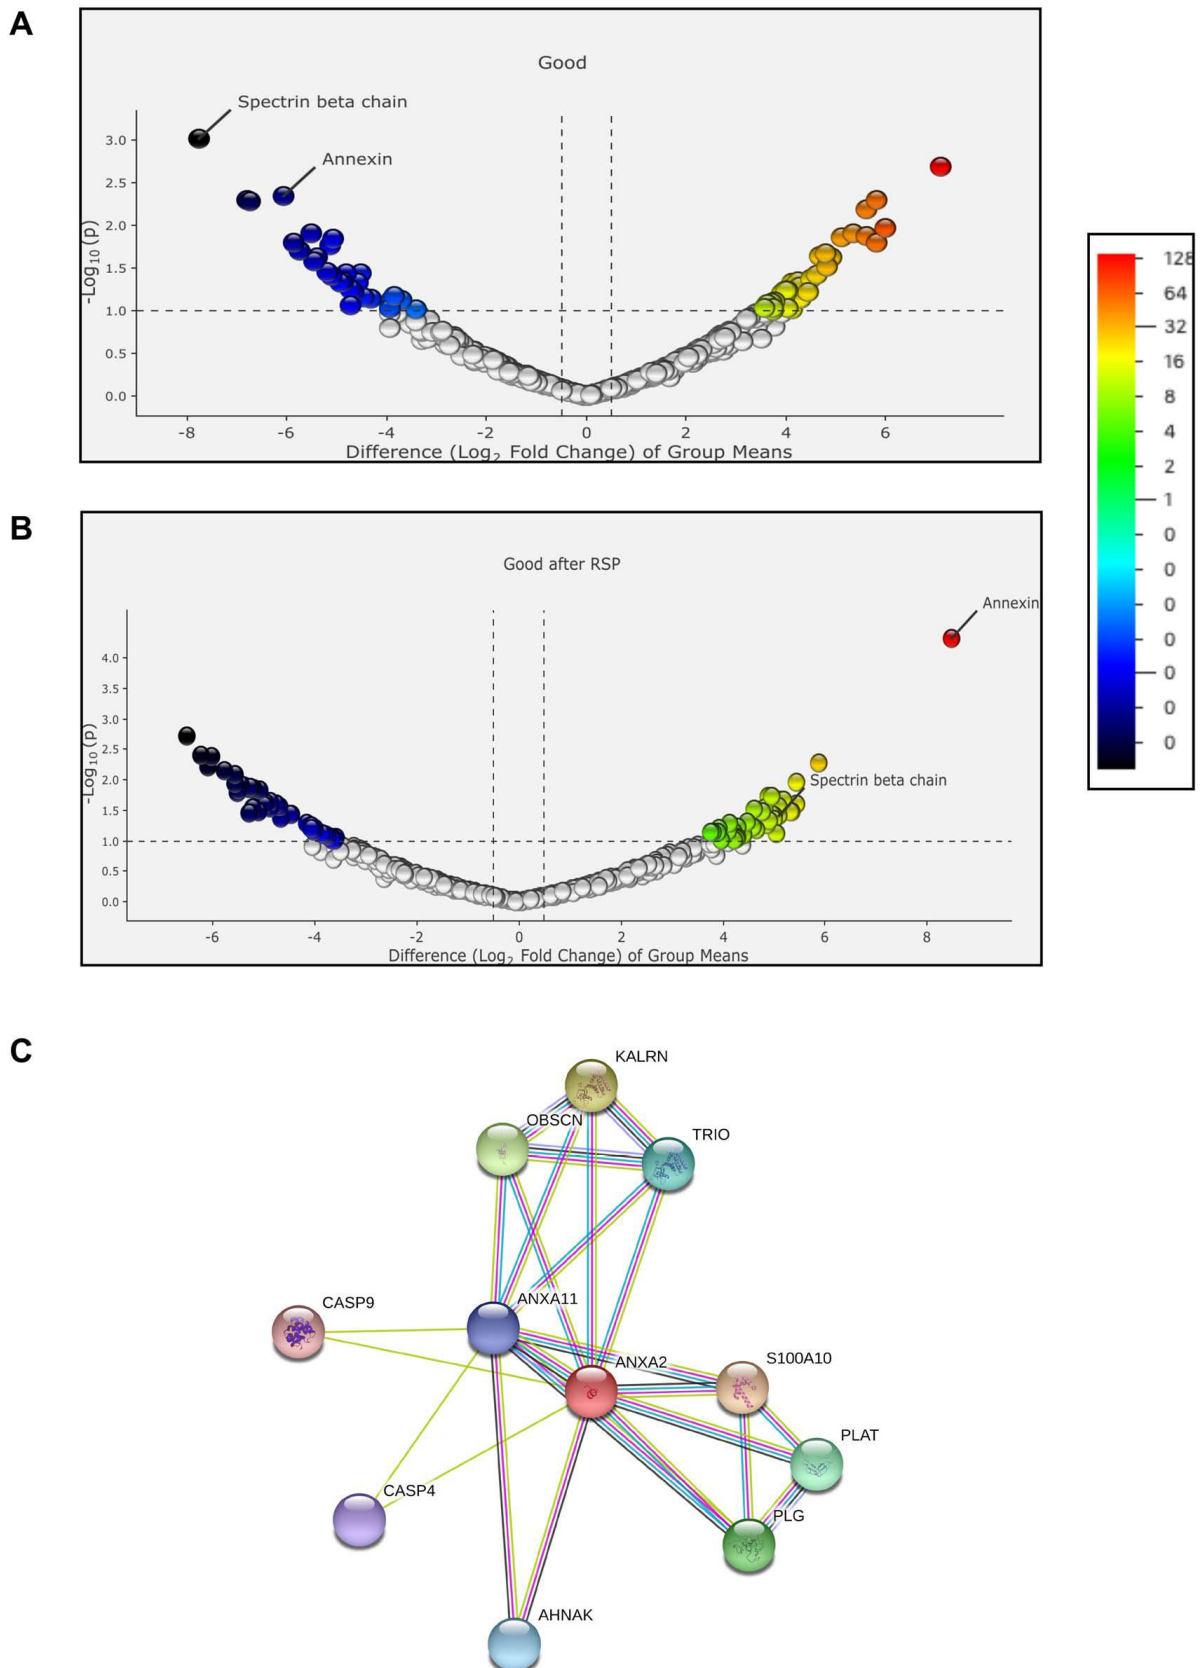 A
Good
Spectrin beta chain
Annexin
3.0
2.5
2.0
1.5
1.0
0.5
0.0
-Log10 (p)
-8 -6 -4 -2 0 2 4 6
Difference (Log2 Fold Change) of Group Means
128
64
32
16
8
4
2
1
0
0
0
0
0
0
0
B
Good after RSP
Annexin
Spectrin beta chain
4.0
3.5
3.0
2.5
2.0
1.5
1.0
0.5
0.0
-Log10 (p)
-6 -4 -2 0 2 4 6 8
Difference (Log2 Fold Change) of Group Means
C
KALRN
OBSCN
TRIO
CASP9
ANXA11
ANXA2
S100A10
PLAT
CASP4
PLG
AHNAK